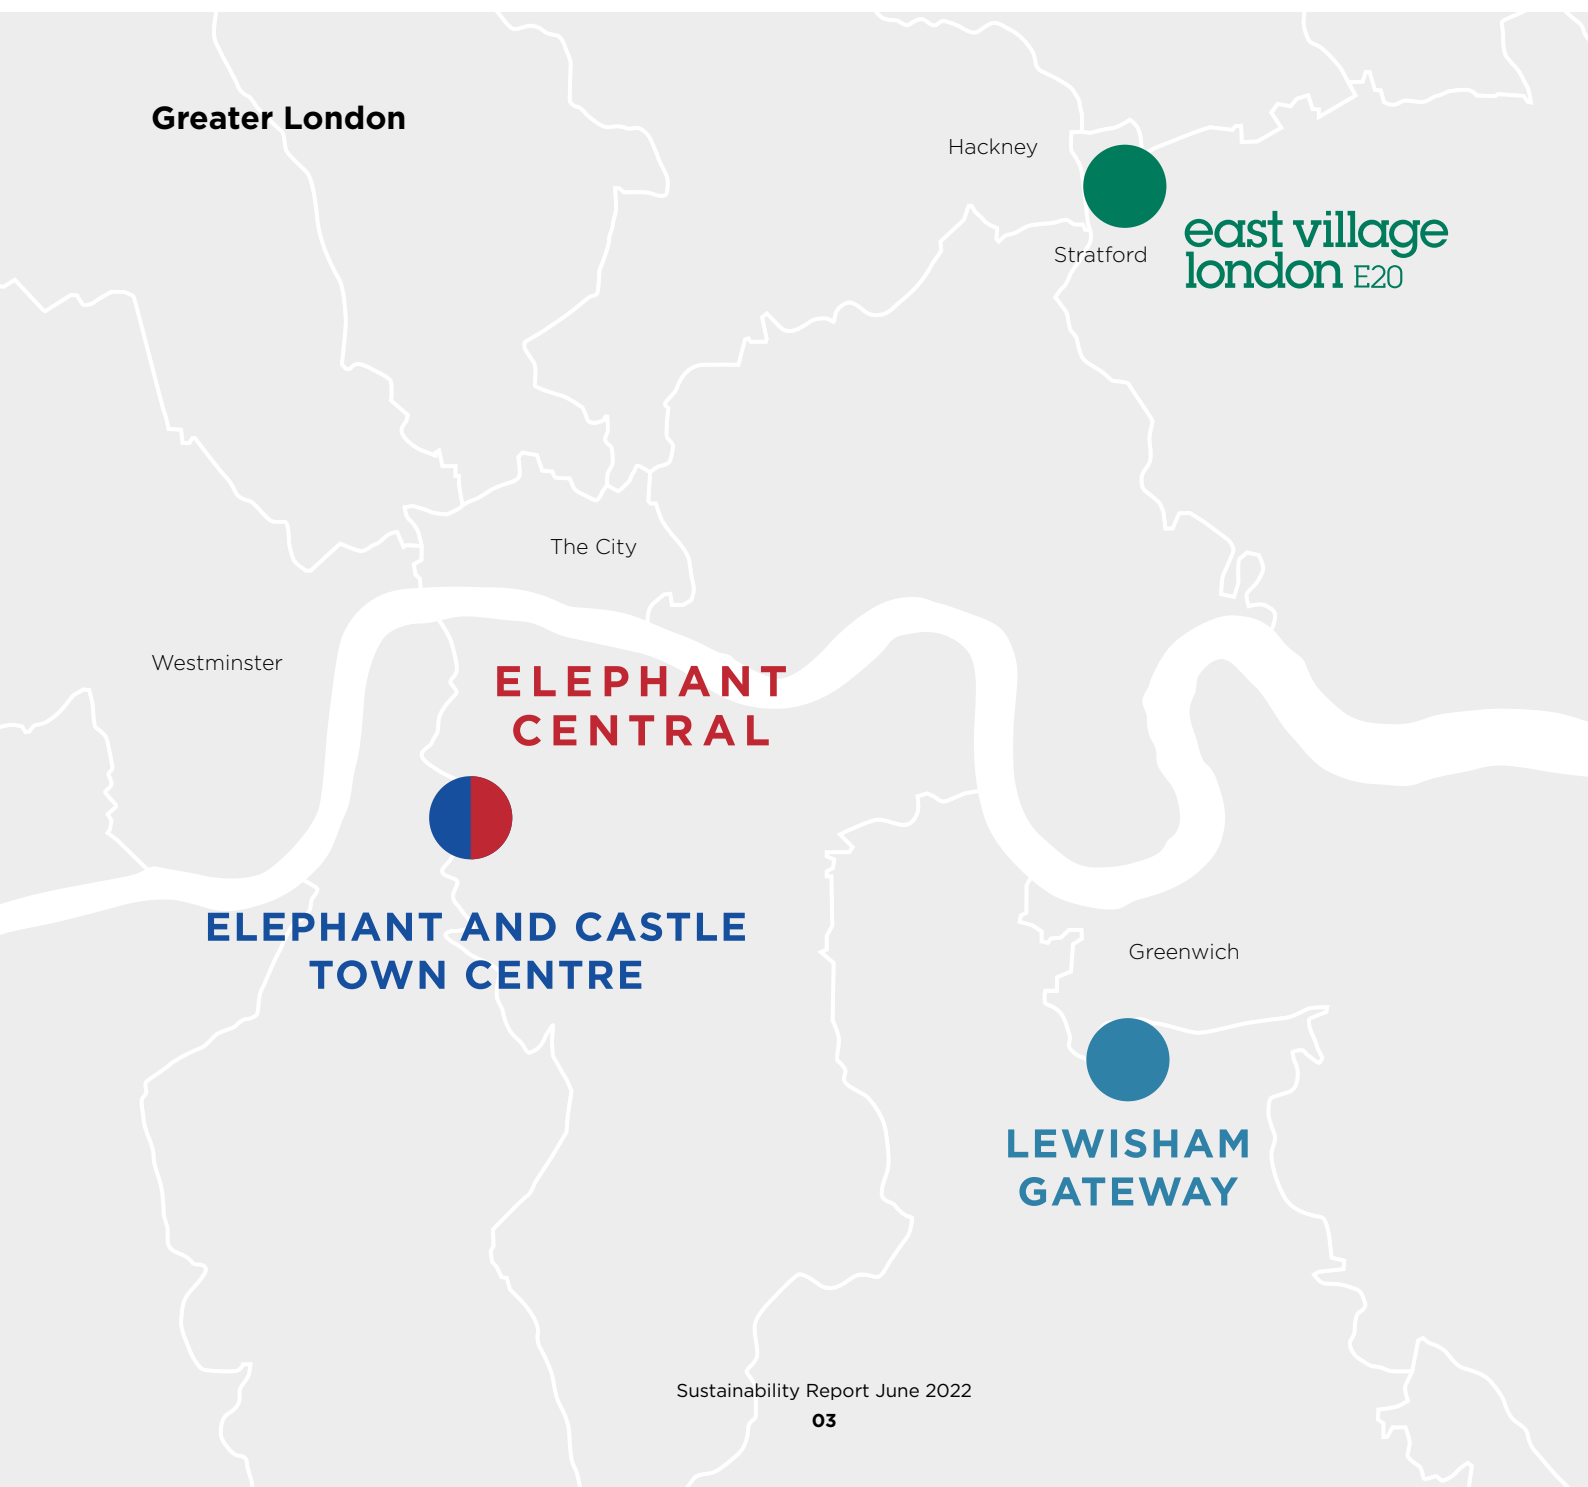 Greater London
Hackney
Stratford
east village
london E20
The City
Westminster
ELEPHANT
CENTRAL
ELEPHANT AND CASTLE
TOWN CENTRE
Greenwich
LEWISHAM
GATEWAY
Sustainability Report June 2022
03